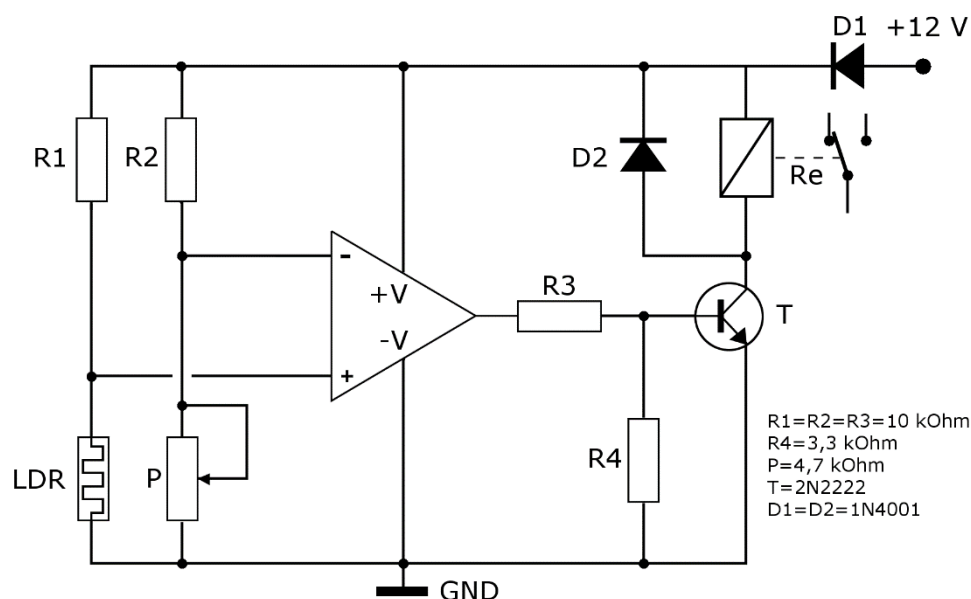 D1 +12 V
R1
R2
D2
Re
-
+V
R3
T
-V
+
LDR
P
R4
R1=R2=R3=10 kOhm
R4=3,3 kOhm
P=4,7 kOhm
T=2N2222
D1=D2=1N4001
GND